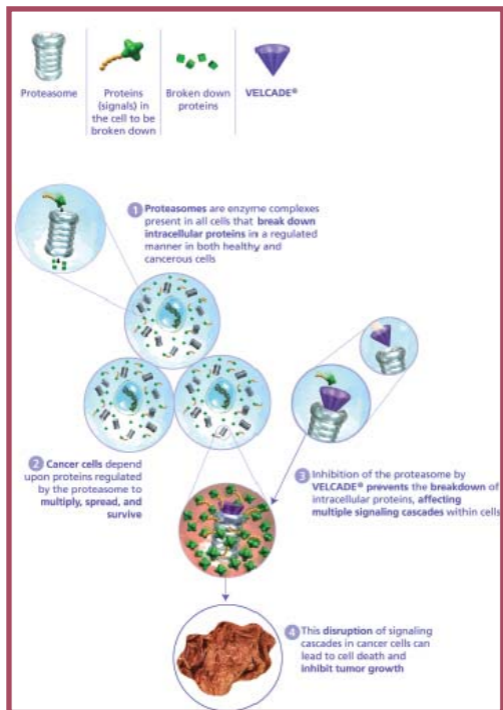 Proteasome
Proteins
(signals) in
the cell to be
broken down
Broken down
proteins
VELCADE®
1 Proteasomes are enzyme complexes
present in all cells that break down
intracellular proteins in a regulated
manner in both healthy and
cancerous cells
2 Cancer cells depend
upon proteins regulated
by the proteasome to
multiply, spread, and
survive
3 Inhibition of the proteasome by
VELCADE® prevents the breakdown of
intracellular proteins, affecting
multiple signaling cascades within cells
4 This disruption of signaling
cascades in cancer cells can
lead to cell death and
inhibit tumor growth